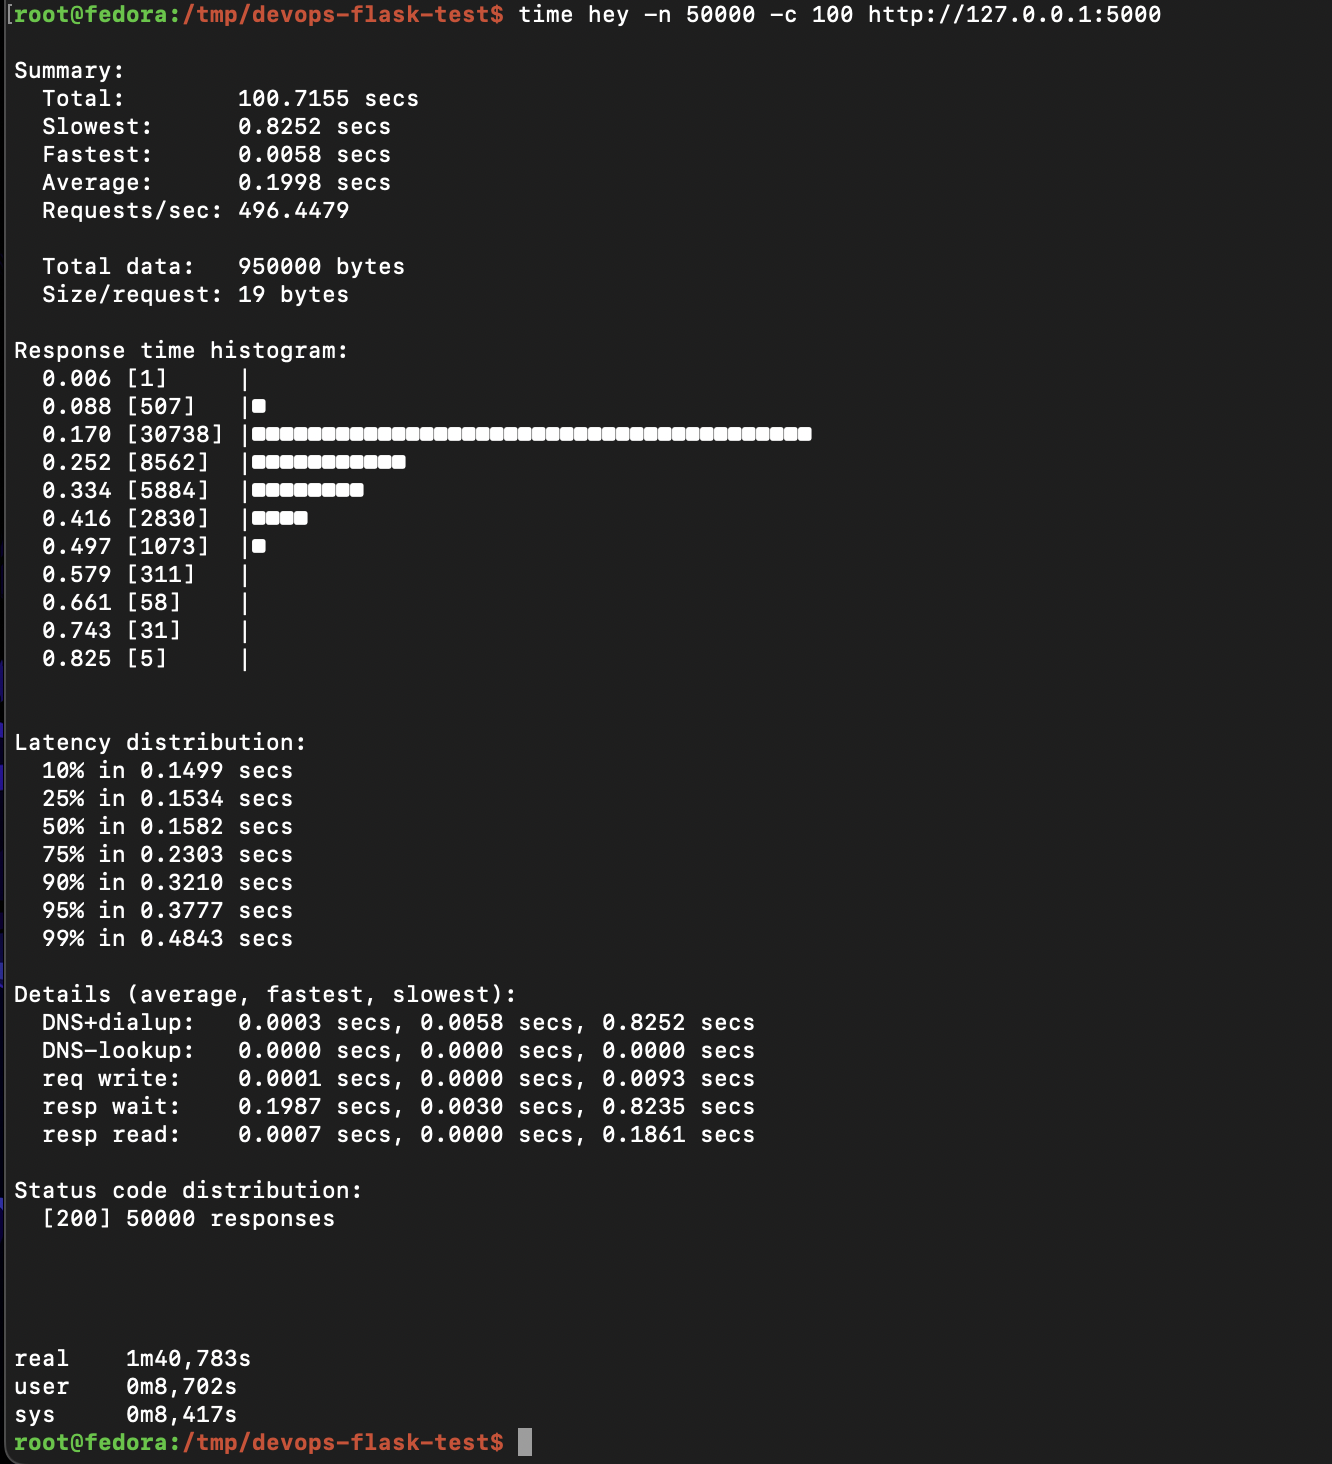 [root@fedora:/tmp/devops-flask-test$ time hey -n 50000 -c 100 http://127.0.0.1:5000
Summary:
Total: 100.7155 secs
Slowest: 0.8252 secs
Fastest: 0.0058 secs
Average: 0.1998 secs
Requests/sec: 496.4479
Total data: 950000 bytes
Size/request: 19 bytes
Response time histogram:
0.006 [1] |
0.088 [507] |■
0.170 [30738] |■■■■■■■■■■■■■■■■■■■■■■■■■■■■■■■■■■■■■■■■
0.252 [8562] |■■■■■■■■■■■
0.334 [5884] |■■■■■■■■
0.416 [2830] |■■■■
0.497 [1073] |■
0.579 [311] |
0.661 [58] |
0.743 [31] |
0.825 [5] |
Latency distribution:
10% in 0.1499 secs
25% in 0.1534 secs
50% in 0.1582 secs
75% in 0.2303 secs
90% in 0.3210 secs
95% in 0.3777 secs
99% in 0.4843 secs
Details (average, fastest, slowest):
DNS+dialup: 0.0003 secs, 0.0058 secs, 0.8252 secs
DNS-lookup: 0.0000 secs, 0.0000 secs, 0.0000 secs
req write: 0.0001 secs, 0.0000 secs, 0.0093 secs
resp wait: 0.1987 secs, 0.0030 secs, 0.8235 secs
resp read: 0.0007 secs, 0.0000 secs, 0.1861 secs
Status code distribution:
[200] 50000 responses
real 1m40,783s
user 0m8,702s
sys 0m8,417s
root@fedora:/tmp/devops-flask-test$